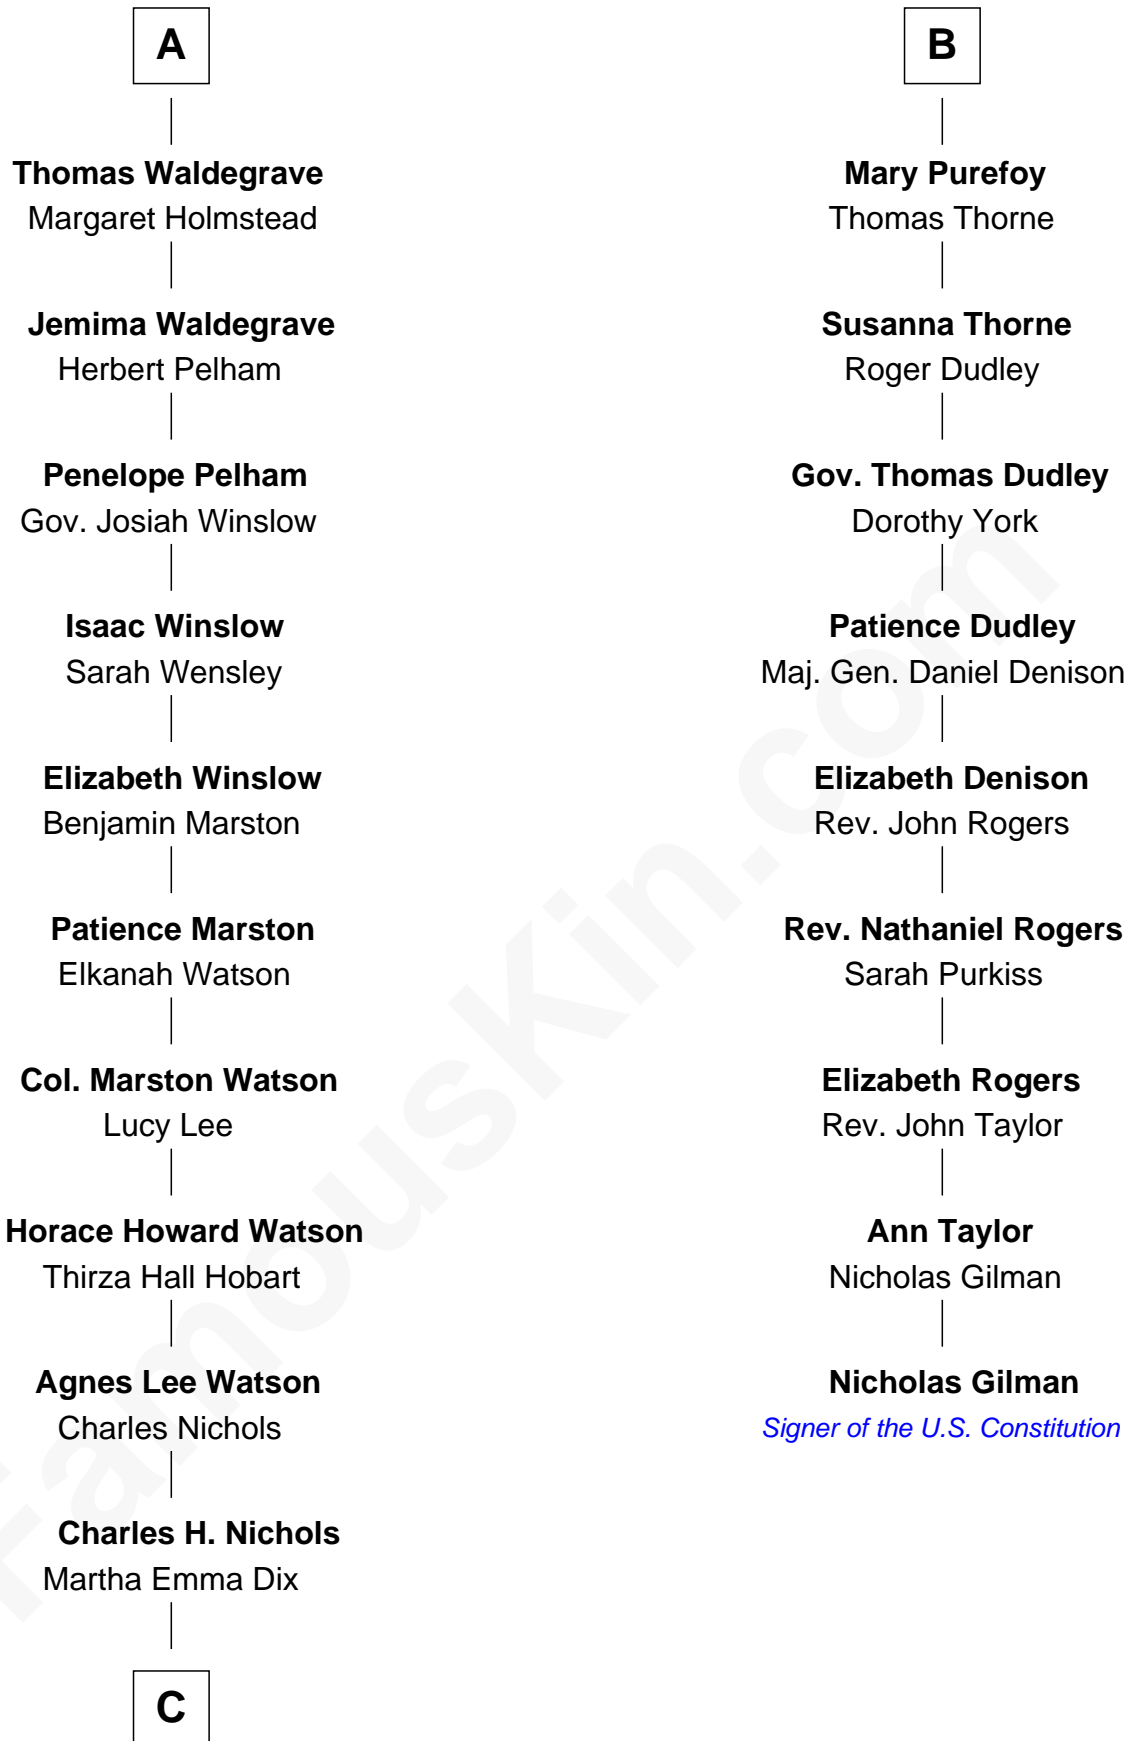 A
Thomas Waldegrave
Margaret Holmstead
Jemima Waldegrave
Herbert Pelham
Penelope Pelham
Gov. Josiah Winslow
Isaac Winslow
Sarah Wensley
Elizabeth Winslow
Benjamin Marston
Patience Marston
Elkanah Watson
Col. Marston Watson
Lucy Lee
Horace Howard Watson
Thirza Hall Hobart
Agnes Lee Watson
Charles Nichols
Charles H. Nichols
Martha Emma Dix
C
B
Mary Purefoy
Thomas Thorne
Susanna Thorne
Roger Dudley
Gov. Thomas Dudley
Dorothy York
Patience Dudley
Maj. Gen. Daniel Denison
Elizabeth Denison
Rev. John Rogers
Rev. Nathaniel Rogers
Sarah Purkiss
Elizabeth Rogers
Rev. John Taylor
Ann Taylor
Nicholas Gilman
Nicholas Gilman
Signer of the U.S. Constitution
FamousKin.com